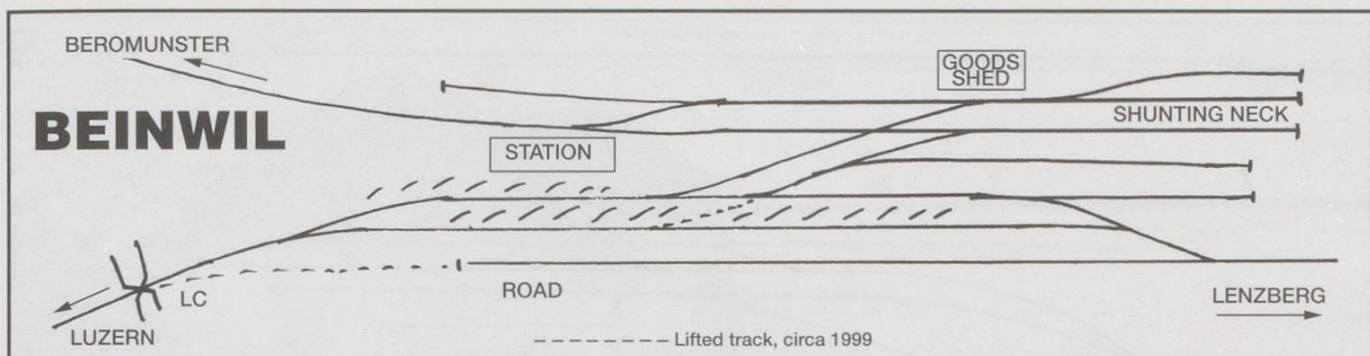 BEROMUNSTER
GOODS
SHED
BEINWIL
SHUNTING NECK
STATION
LC
ROAD
LENZBERG
LUZERN
Lifted track, circa 1999